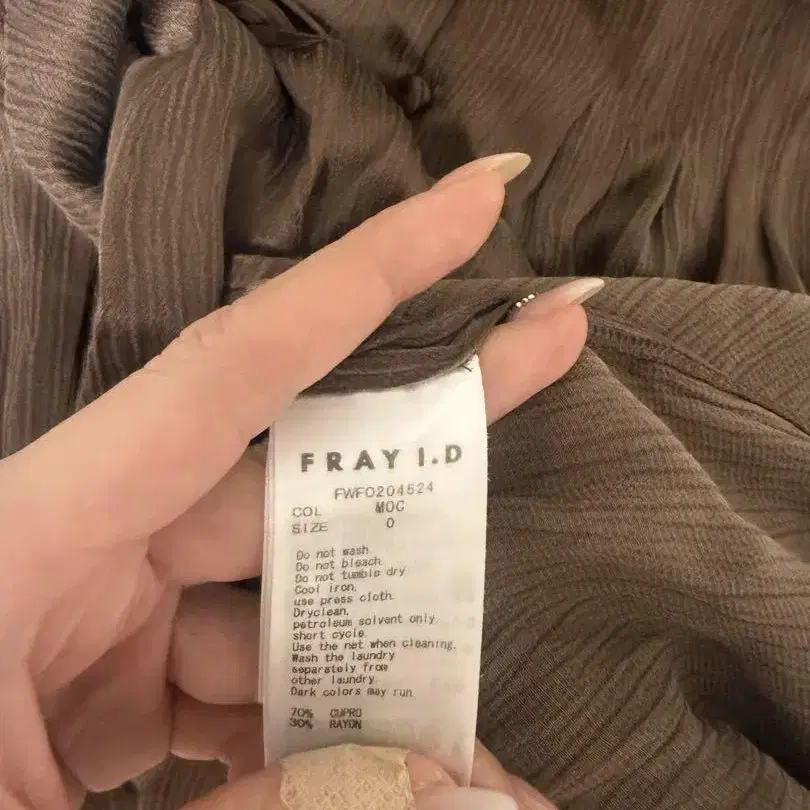 FRAY I.D
FWFO204524
COL MOC
SIZE 0
Do not wash.
Do not bleach.
Do not tumble dry
Cool iron.
use press cloth.
Dryclean.
petroleum solvent only.
short cycle.
Use the net when cleaning.
Wash the laundry
separately from
other laundry.
Dark colors may run
70% CUPRO
30% RAYON